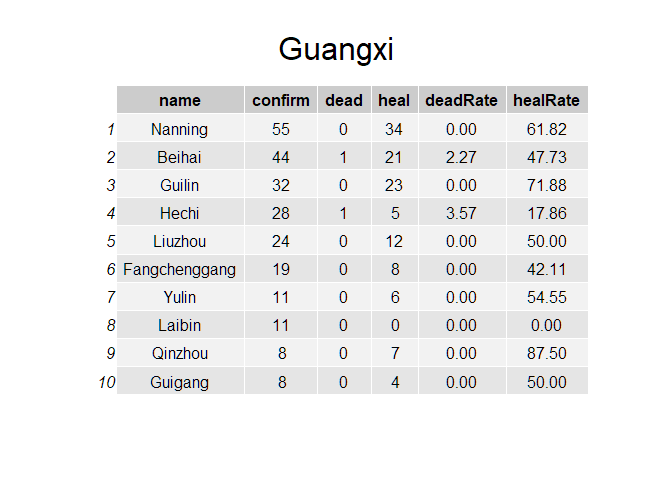 Guangxi
name confirm dead heal deadRate healRate
1 Nanning 55 0 34 0.00 61.82
2 Beihai 44 1 21 2.27 47.73
3 Guilin 32 0 23 0.00 71.88
4 Hechi 28 1 5 3.57 17.86
5 Liuzhou 24 0 12 0.00 50.00
6 Fangchenggang 19 0 8 0.00 42.11
7 Yulin 11 0 6 0.00 54.55
8 Laibin 11 0 0 0.00 0.00
9 Qinzhou 8 0 7 0.00 87.50
10 Guigang 8 0 4 0.00 50.00